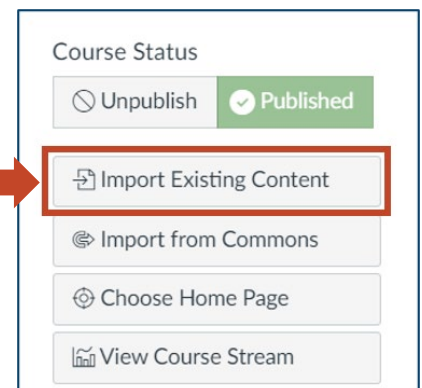 Course Status
Unpublish
Published
Import Existing Content
Import from Commons
Choose Home Page
View Course Stream